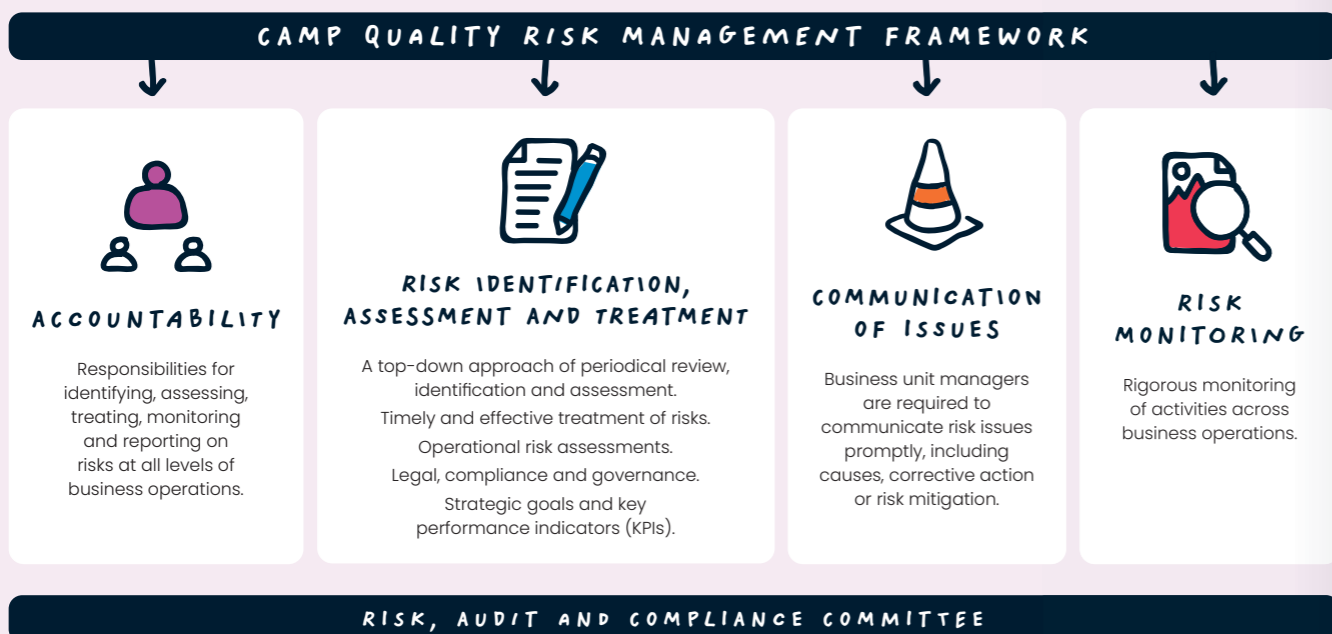 CAMP QUALITY RISK MANAGEMENT FRAMEWORK
ACCOUNTABILITY
Responsibilities for
identifying, assessing,
treating, monitoring
and reporting on
risks at all levels of
business operations.
RISK IDENTIFICATION,
ASSESSMENT AND TREATMENT
A top-down approach of periodical review,
identification and assessment.
Timely and effective treatment of risks.
Operational risk assessments.
Legal, compliance and governance.
Strategic goals and key
performance indicators (KPIs).
COMMUNICATION
OF ISSUES
Business unit managers
are required to
communicate risk issues
promptly, including
causes, corrective action
or risk mitigation.
RISK
MONITORING
Rigorous monitoring
of activities across
business operations.
RISK, AUDIT AND COMPLIANCE COMMITTEE